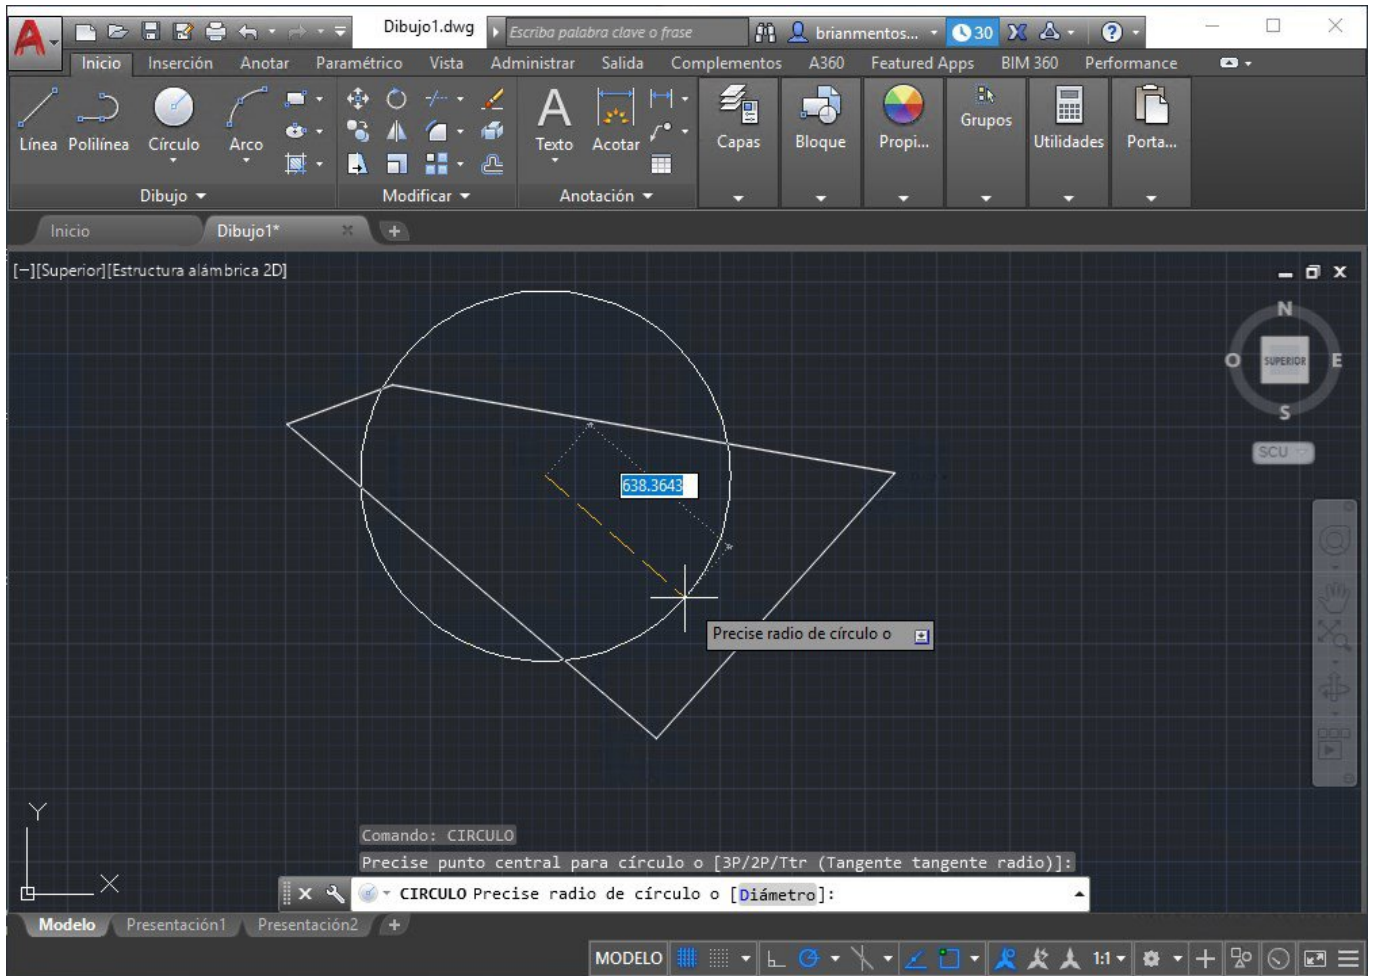 Dibujo1.dwg Escriba palabra clave o frase brianmentos... 30 ?
Inicio Inserción Anotar Paramétrico Vista Administrar Salida Complementos A360 Featured Apps BIM 360 Performance
Línea Polilínea Círculo Arco Texto Acotar Capas Bloque Propi... Grupos Utilidades Porta...
Dibujo Modificar Anotación
Inicio Dibujo1* +
[−][Superior][Estructura alámbrica 2D]
N
O SUPERIOR E
S
SCU
638.3643
Precise radio de círculo o
Y
X
Comando: CIRCULO
Precise punto central para círculo o [3P/2P/Ttr (Tangente tangente radio)]:
CIRCULO Precise radio de círculo o [Diámetro]:
Modelo Presentación1 Presentación2 +
MODELO 1:1